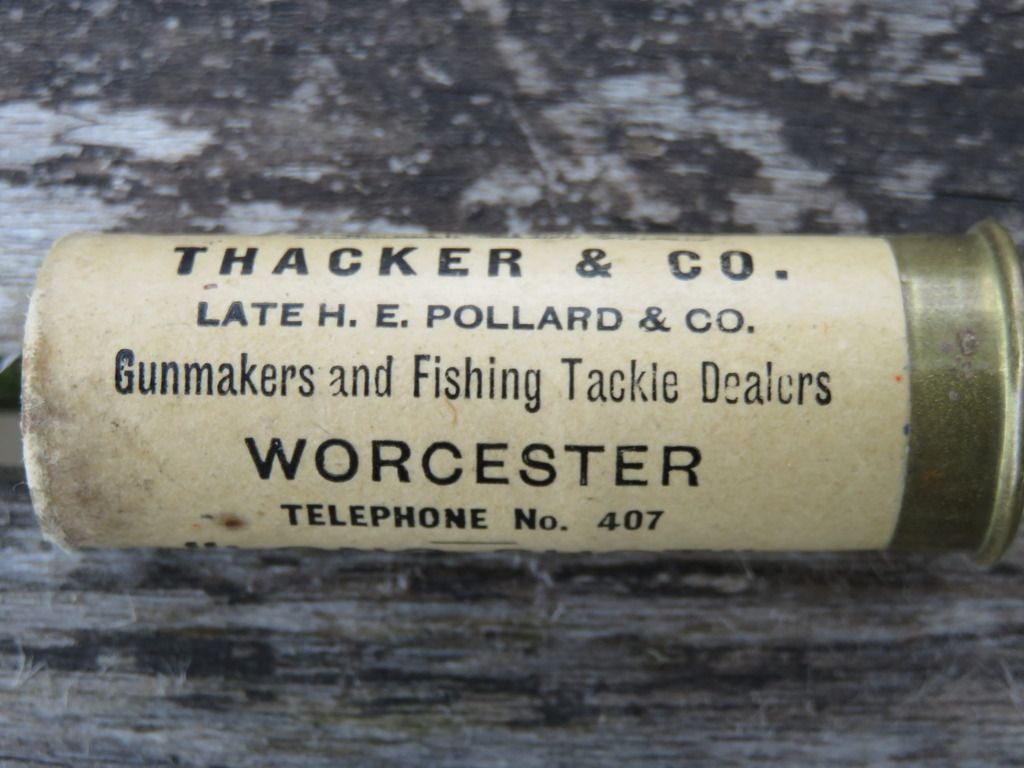 THACKER & CO.
LATE H. E. POLLARD & CO.
Gunmakers and Fishing Tackle Dealers
WORCESTER
TELEPHONE No. 407